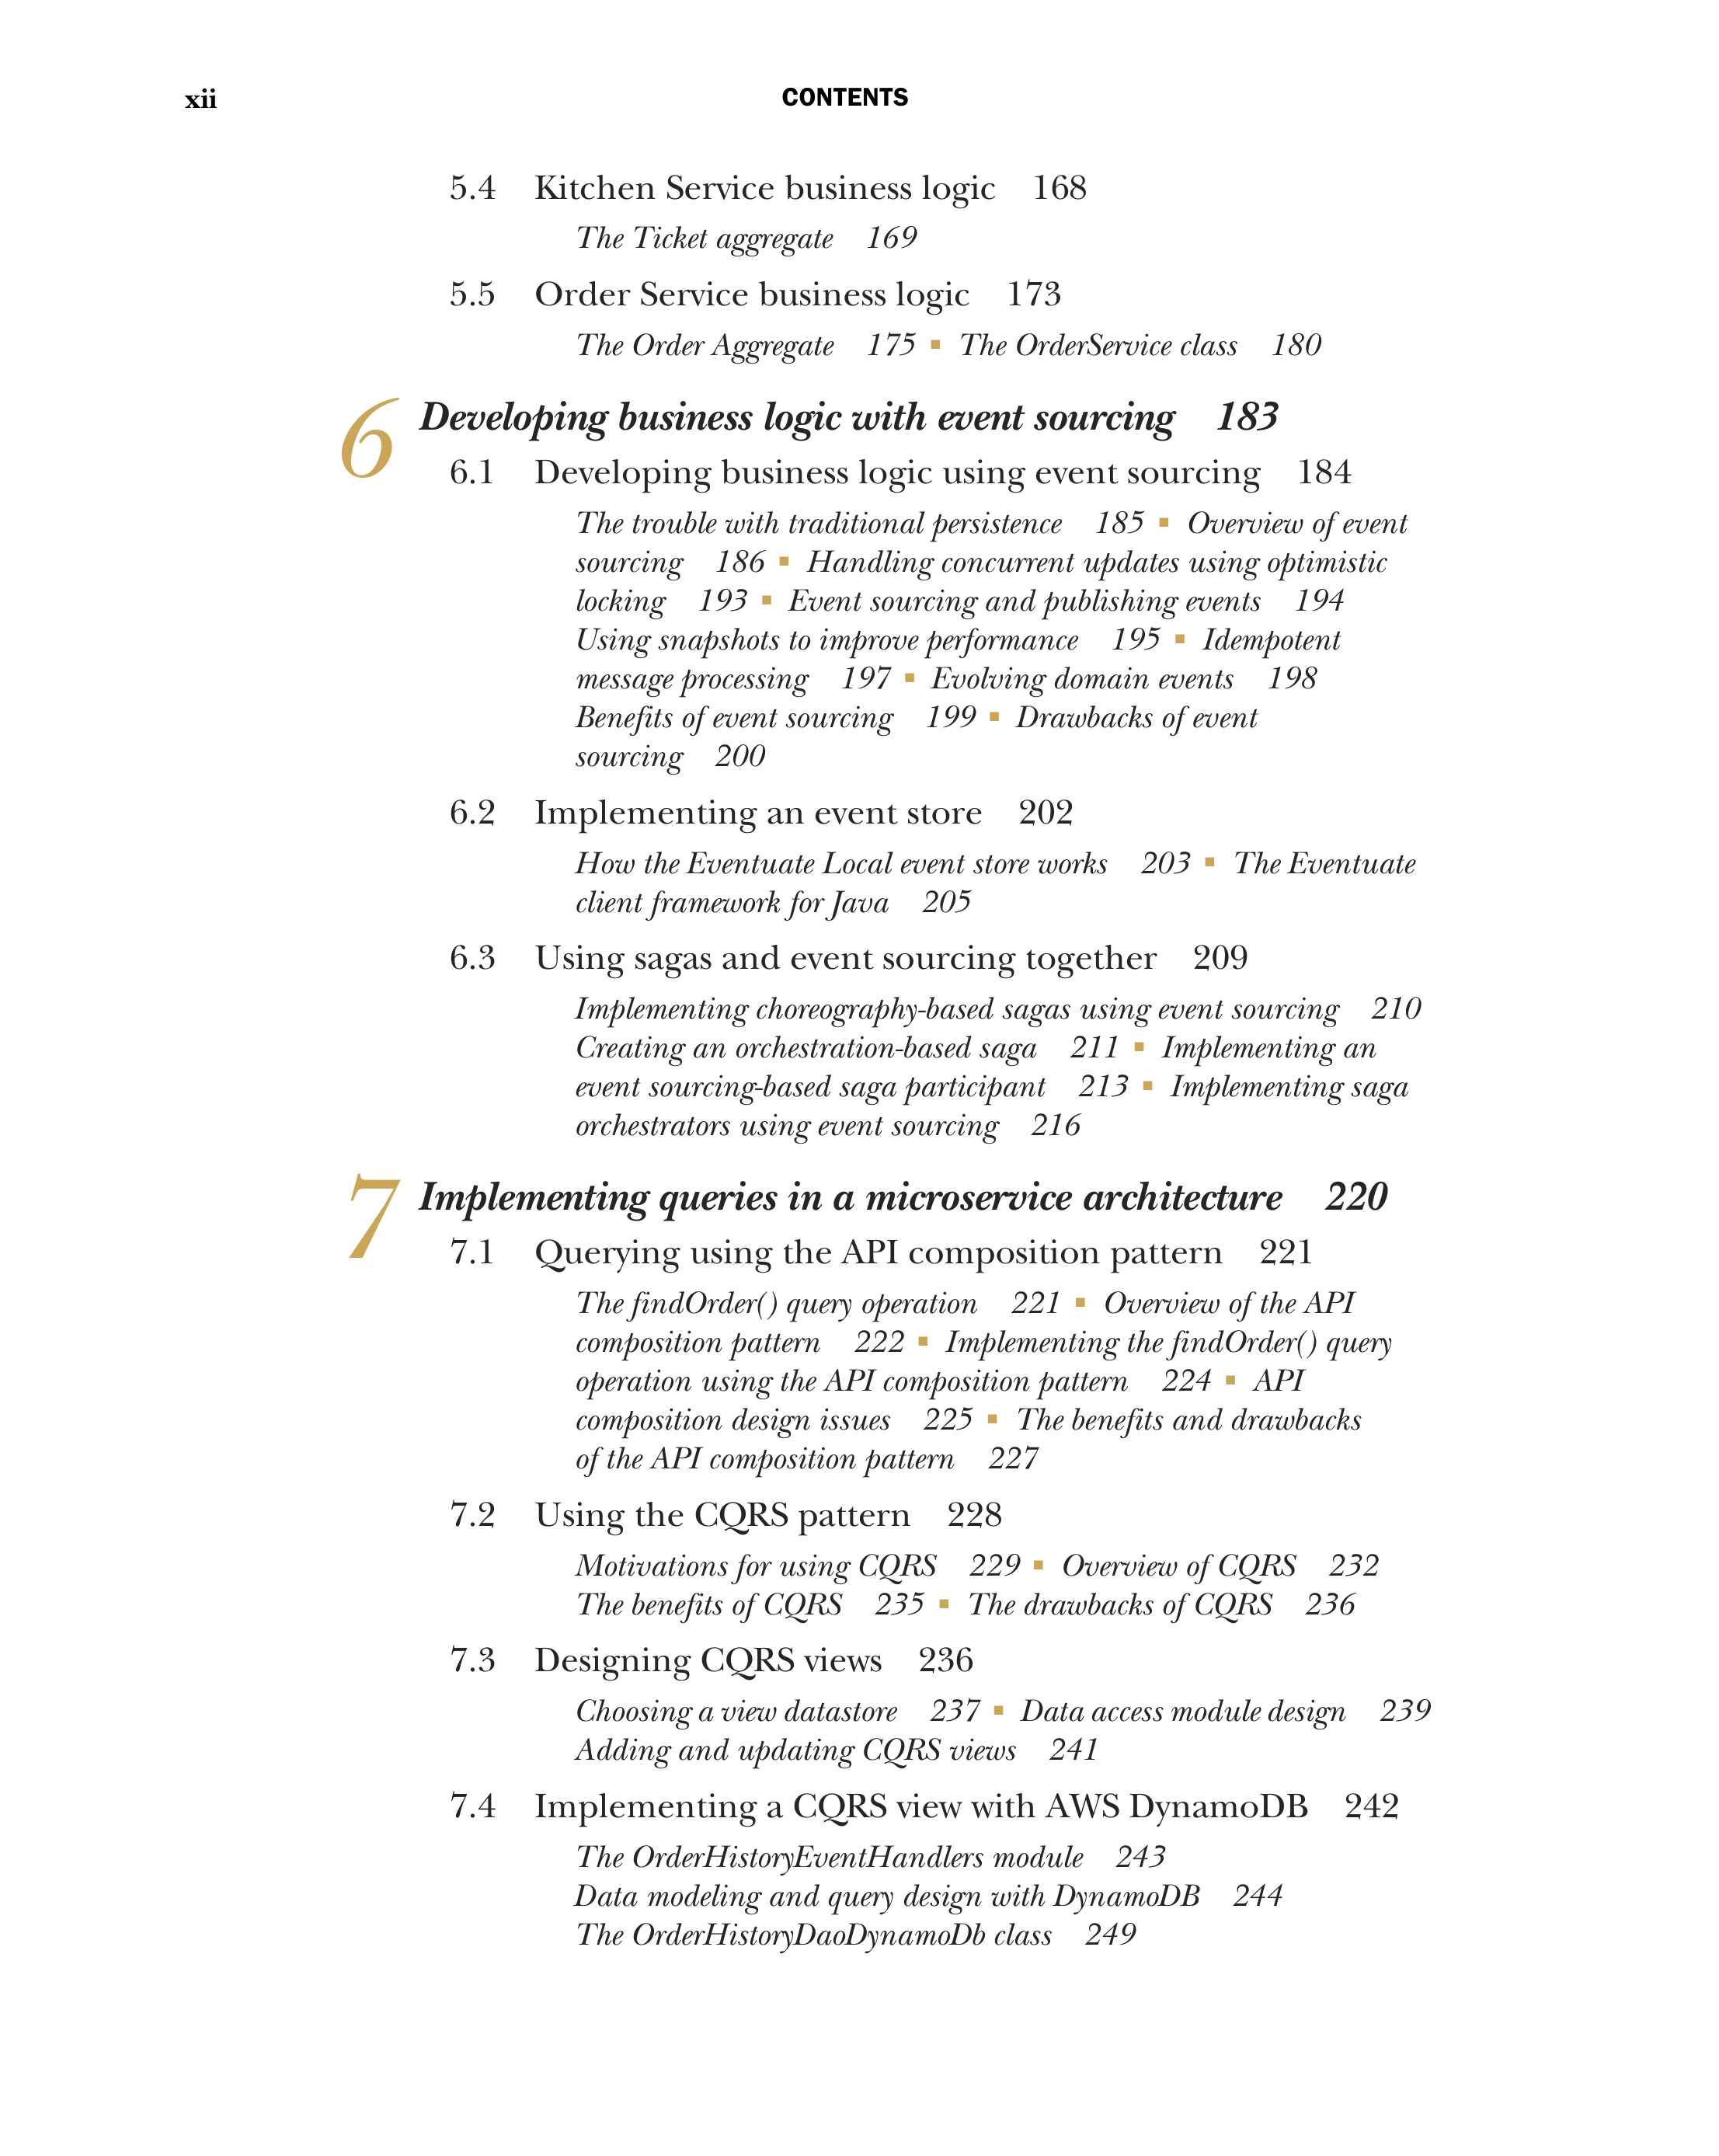 xii CONTENTS
5.4 Kitchen Service business logic 168
The Ticket aggregate 169
5.5 Order Service business logic 173
The Order Aggregate 175 ■ The OrderService class 180
6 Developing business logic with event sourcing 183
6.1 Developing business logic using event sourcing 184
The trouble with traditional persistence 185 ■ Overview of event
sourcing 186 ■ Handling concurrent updates using optimistic
locking 193 ■ Event sourcing and publishing events 194
Using snapshots to improve performance 195 ■ Idempotent
message processing 197 ■ Evolving domain events 198
Benefits of event sourcing 199 ■ Drawbacks of event
sourcing 200
6.2 Implementing an event store 202
How the Eventuate Local event store works 203 ■ The Eventuate
client framework for Java 205
6.3 Using sagas and event sourcing together 209
Implementing choreography-based sagas using event sourcing 210
Creating an orchestration-based saga 211 ■ Implementing an
event sourcing-based saga participant 213 ■ Implementing saga
orchestrators using event sourcing 216
7 Implementing queries in a microservice architecture 220
7.1 Querying using the API composition pattern 221
The findOrder() query operation 221 ■ Overview of the API
composition pattern 222 ■ Implementing the findOrder() query
operation using the API composition pattern 224 ■ API
composition design issues 225 ■ The benefits and drawbacks
of the API composition pattern 227
7.2 Using the CQRS pattern 228
Motivations for using CQRS 229 ■ Overview of CQRS 232
The benefits of CQRS 235 ■ The drawbacks of CQRS 236
7.3 Designing CQRS views 236
Choosing a view datastore 237 ■ Data access module design 239
Adding and updating CQRS views 241
7.4 Implementing a CQRS view with AWS DynamoDB 242
The OrderHistoryEventHandlers module 243
Data modeling and query design with DynamoDB 244
The OrderHistoryDaoDynamoDb class 249